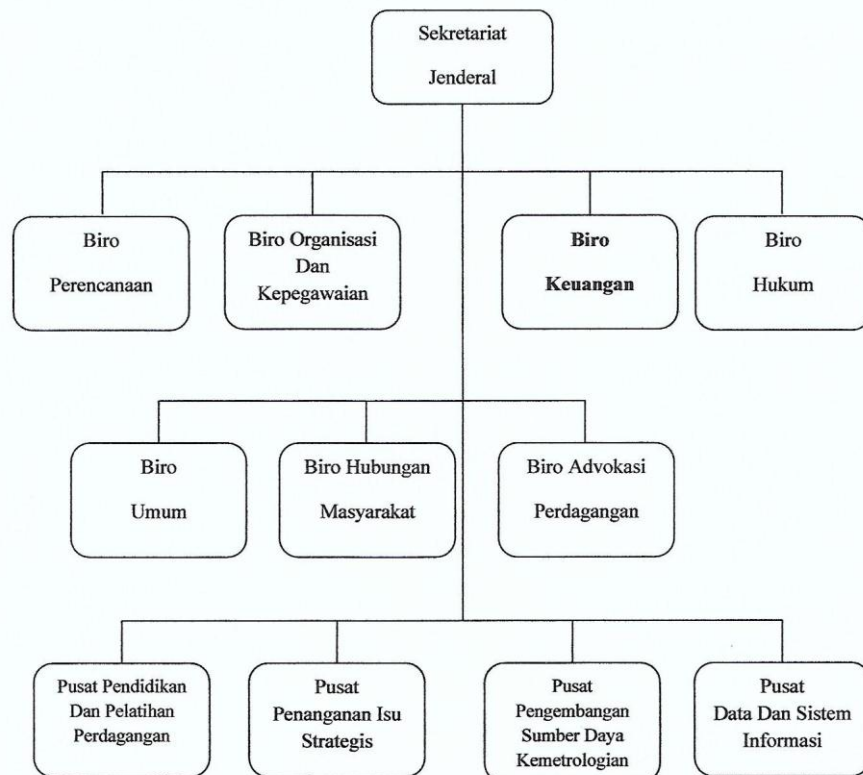 Sekretariat
Jenderal
Biro
Perencanaan
Biro Organisasi
Dan
Kepegawaian
Biro
Keuangan
Biro
Hukum
Biro
Umum
Biro Hubungan
Masyarakat
Biro Advokasi
Perdagangan
Pusat Pendidikan
Dan Pelatihan
Perdagangan
Pusat
Penanganan Isu
Strategis
Pusat
Pengembangan
Sumber Daya
Kemetrologian
Pusat
Data Dan Sistem
Informasi